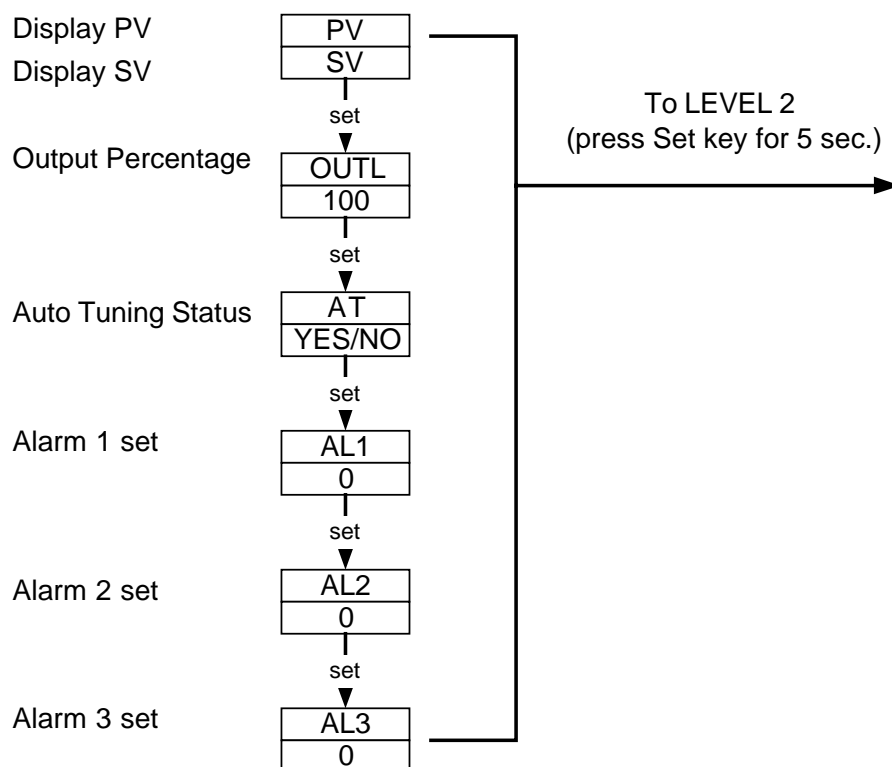 Display PV
PV
Display SV
SV
set
To LEVEL 2
(press Set key for 5 sec.)
Output Percentage
OUTL
100
set
Auto Tuning Status
AT
YES/NO
set
Alarm 1 set
AL1
0
set
Alarm 2 set
AL2
0
set
Alarm 3 set
AL3
0